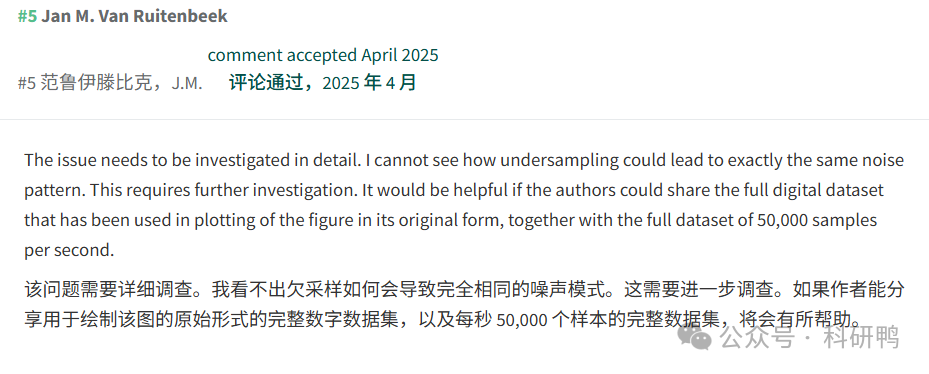 #5 Jan M. Van Ruitenbeek
comment accepted April 2025
#5 范鲁伊滕比克，J.M. 评论通过，2025 年 4 月
The issue needs to be investigated in detail. I cannot see how undersampling could lead to exactly the same noise
pattern. This requires further investigation. It would be helpful if the authors could share the full digital dataset
that has been used in plotting of the figure in its original form, together with the full dataset of 50,000 samples
per second.
该问题需要详细调查。我看不出欠采样如何会导致完全相同的噪声模式。这需要进一步调查。如果作者能分
享用于绘制该图的原始形式的完整数字数据集，以及每秒 50,000 个样本的完整数据集，将会有所帮助。
公众号 · 科研鸭